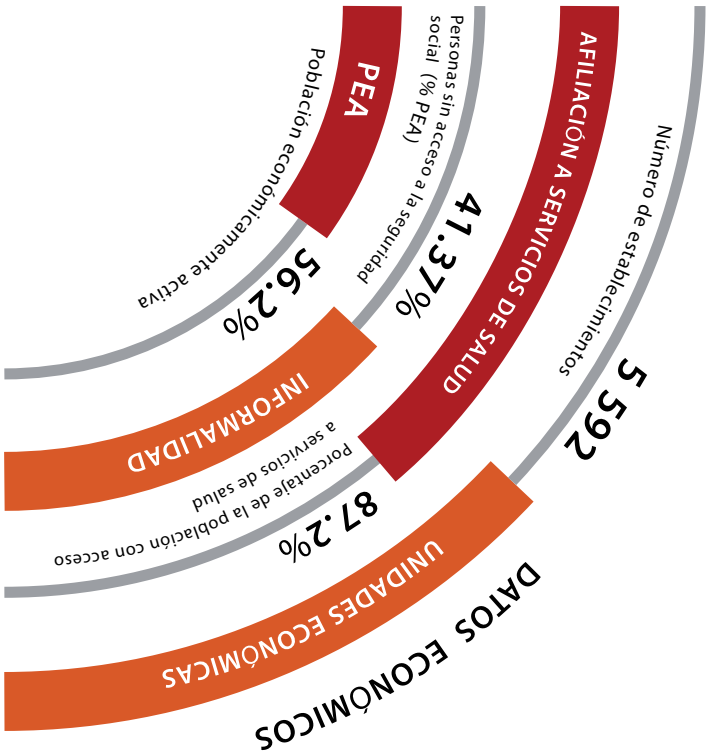 PEA
Población económicamente activa
56.2%
Personas sin acceso a la seguridad
social (% PEA)
41.37%
INFORMALIDAD
AFILIACIÓN A SERVICIOS DE SALUD
Porcentaje de la población con acceso
a servicios de salud
87.2%
Número de establecimientos
5 592
UNIDADES ECONÓMICAS
DATOS ECONÓMICOS